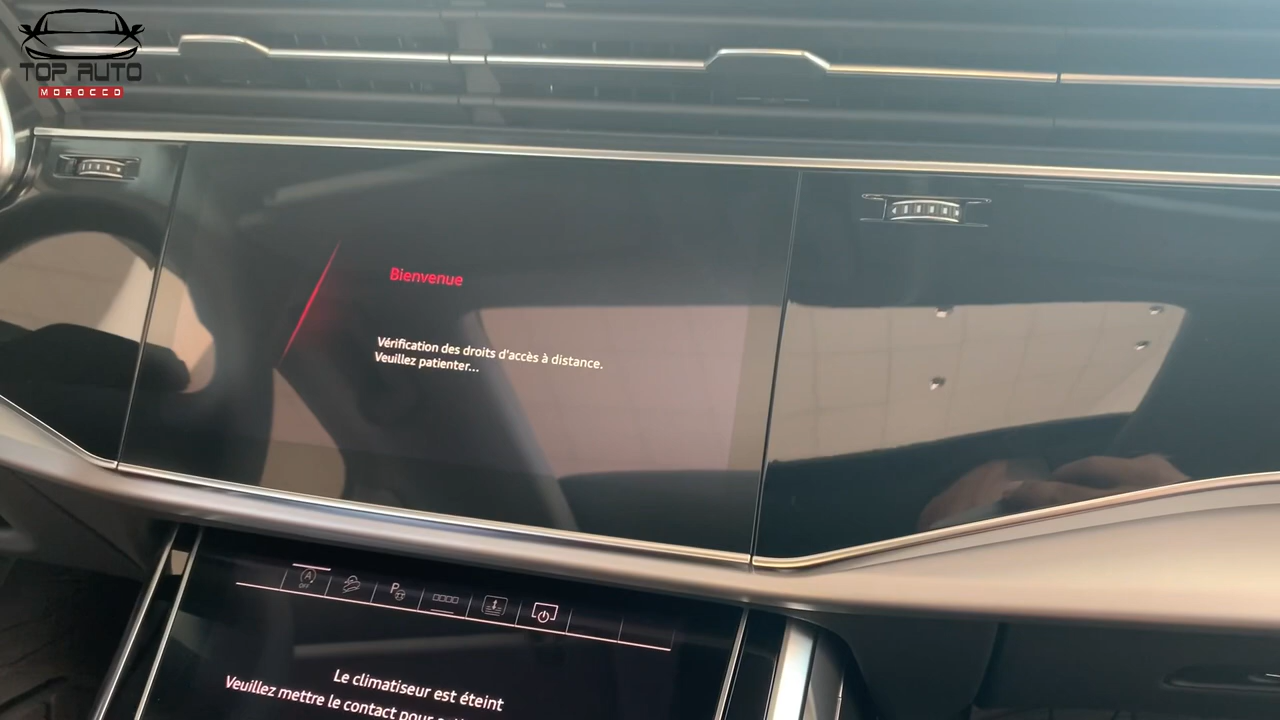 TOP AUTO
MOROCCO
Bienvenue
Vérification des droits d'accès à distance.
Veuillez patienter...
OFF
P
Le climatiseur est éteint
Veuillez mettre le contact pour